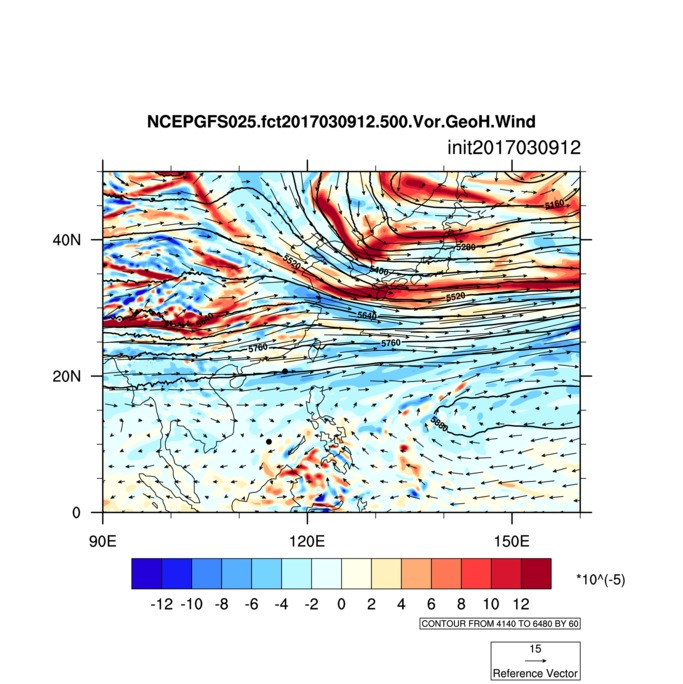 NCEPGFS025.fct2017030912.500.Vor.GeoH.Wind
init2017030912
5160
40N
5280
5520
5400
5520
5640
5760
5760
20N
5880
0
90E 120E 150E
-12 -10 -8 -6 -4 -2 0 2 4 6 8 10 12
*10^(-5)
CONTOUR FROM 4140 TO 6480 BY 60
15
Reference Vector